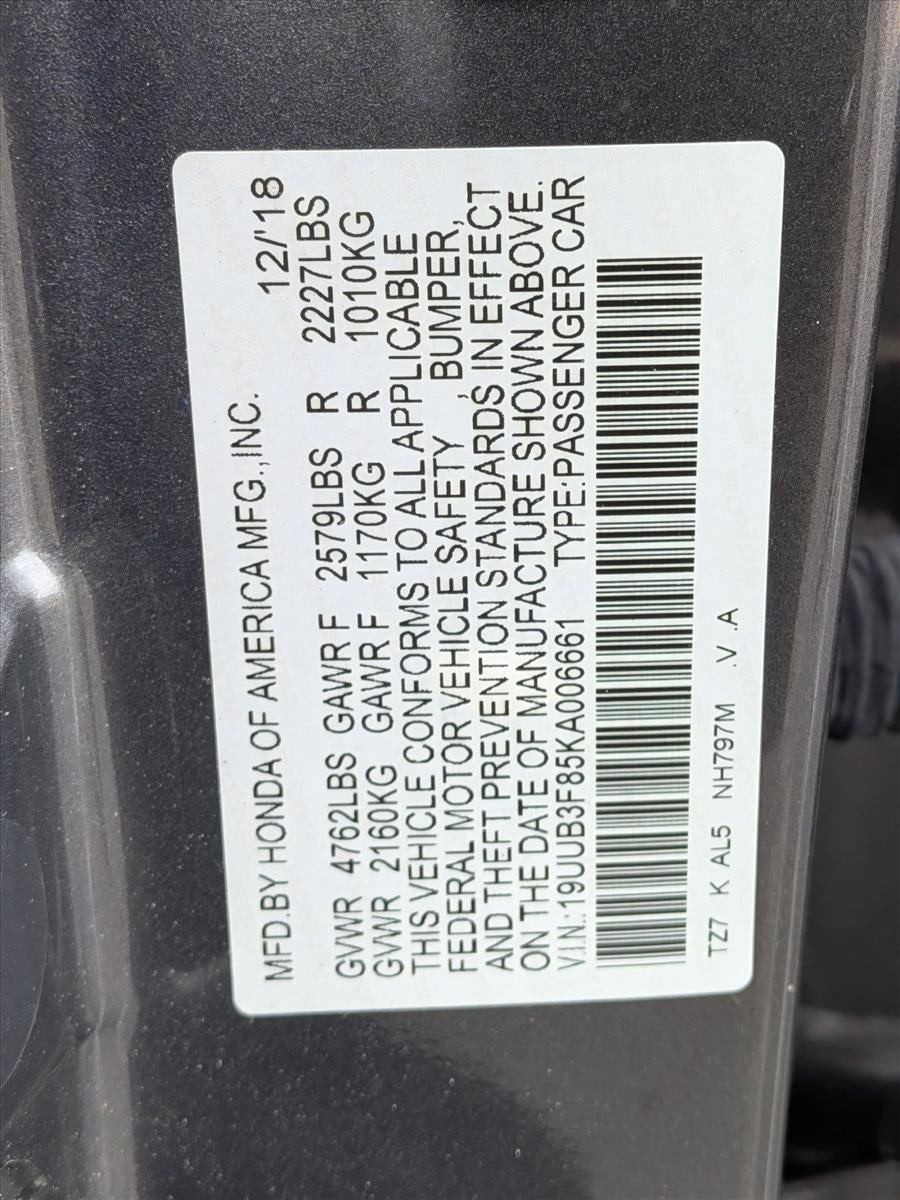 MFD.BY HONDA OF AMERICA MFG.,INC. 12/'18
GVWR 4762LBS GAWR F 2579LBS R 2227LBS
GVWR 2160KG GAWR F 1170KG R 1010KG
THIS VEHICLE CONFORMS TO ALL APPLICABLE
FEDERAL MOTOR VEHICLE SAFETY , BUMPER,
AND THEFT PREVENTION STANDARDS IN EFFECT
ON THE DATE OF MANUFACTURE SHOWN ABOVE.
V.I.N.:19UUB3F85KA006661 TYPE:PASSENGER CAR
TZ7 K AL5 NH797M .V .A